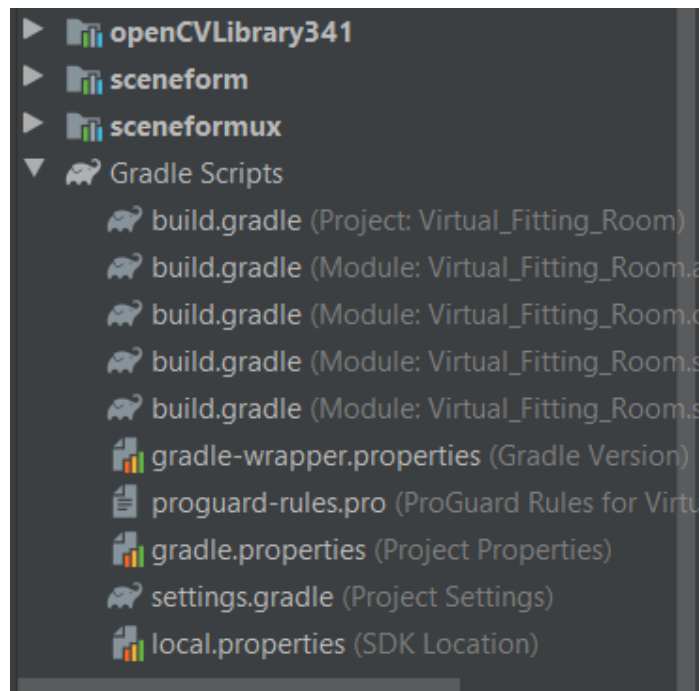 openCVLibrary341
sceneform
sceneformux
Gradle Scripts
build.gradle (Project: Virtual_Fitting_Room)
build.gradle (Module: Virtual_Fitting_Room.a
build.gradle (Module: Virtual_Fitting_Room.o
build.gradle (Module: Virtual_Fitting_Room.s
build.gradle (Module: Virtual_Fitting_Room.s
gradle-wrapper.properties (Gradle Version)
proguard-rules.pro (ProGuard Rules for Virtu
gradle.properties (Project Properties)
settings.gradle (Project Settings)
local.properties (SDK Location)